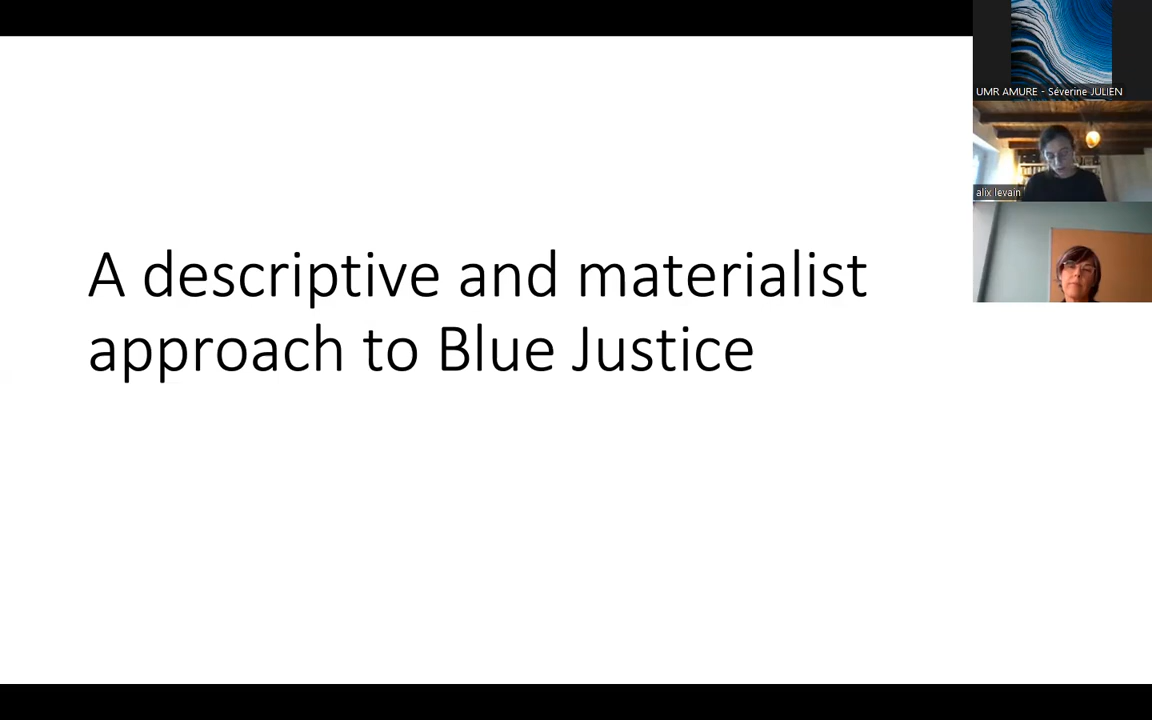 UMR AMURE - Séverine JULIEN
alix levain
A descriptive and materialist
approach to Blue Justice